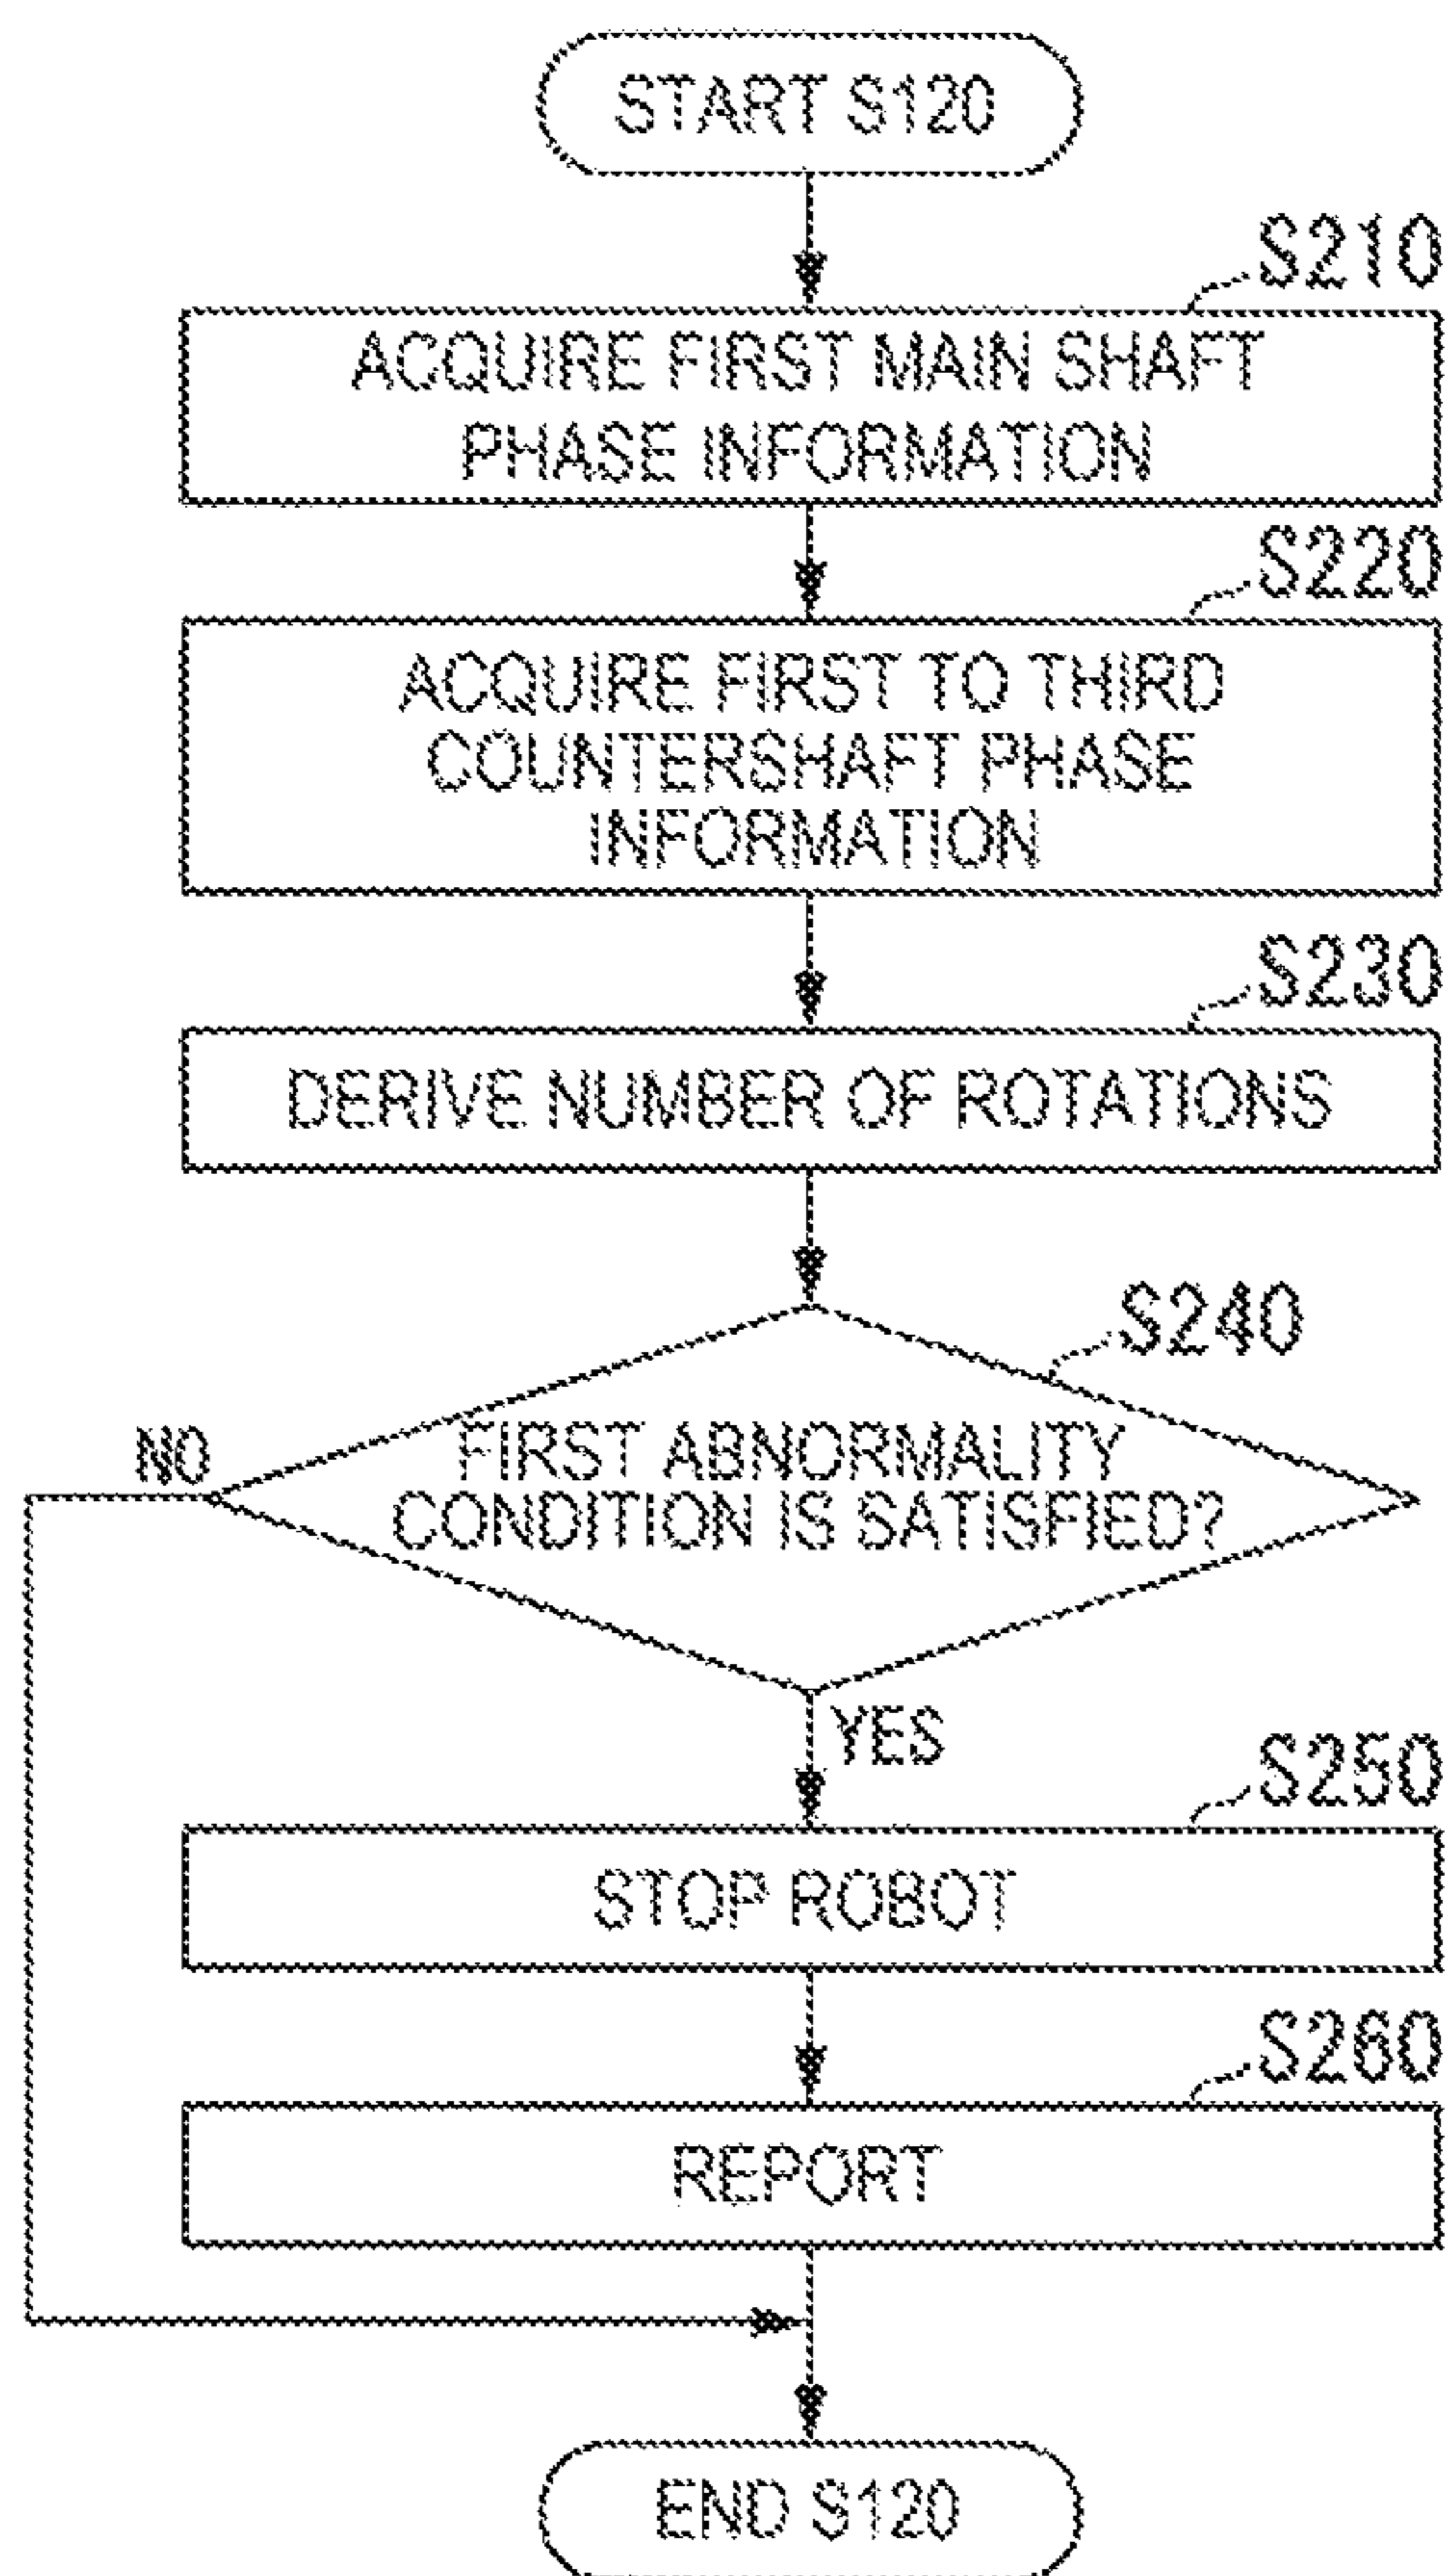 START S120
S210
ACQUIRE FIRST MAIN SHAFT
PHASE INFORMATION
S220
ACQUIRE FIRST TO THIRD
COUNTERSHAFT PHASE
INFORMATION
S230
DERIVE NUMBER OF ROTATIONS
S240
NO
FIRST ABNORMALITY
CONDITION IS SATISFIED?
YES
S250
STOP ROBOT
S260
REPORT
END S120